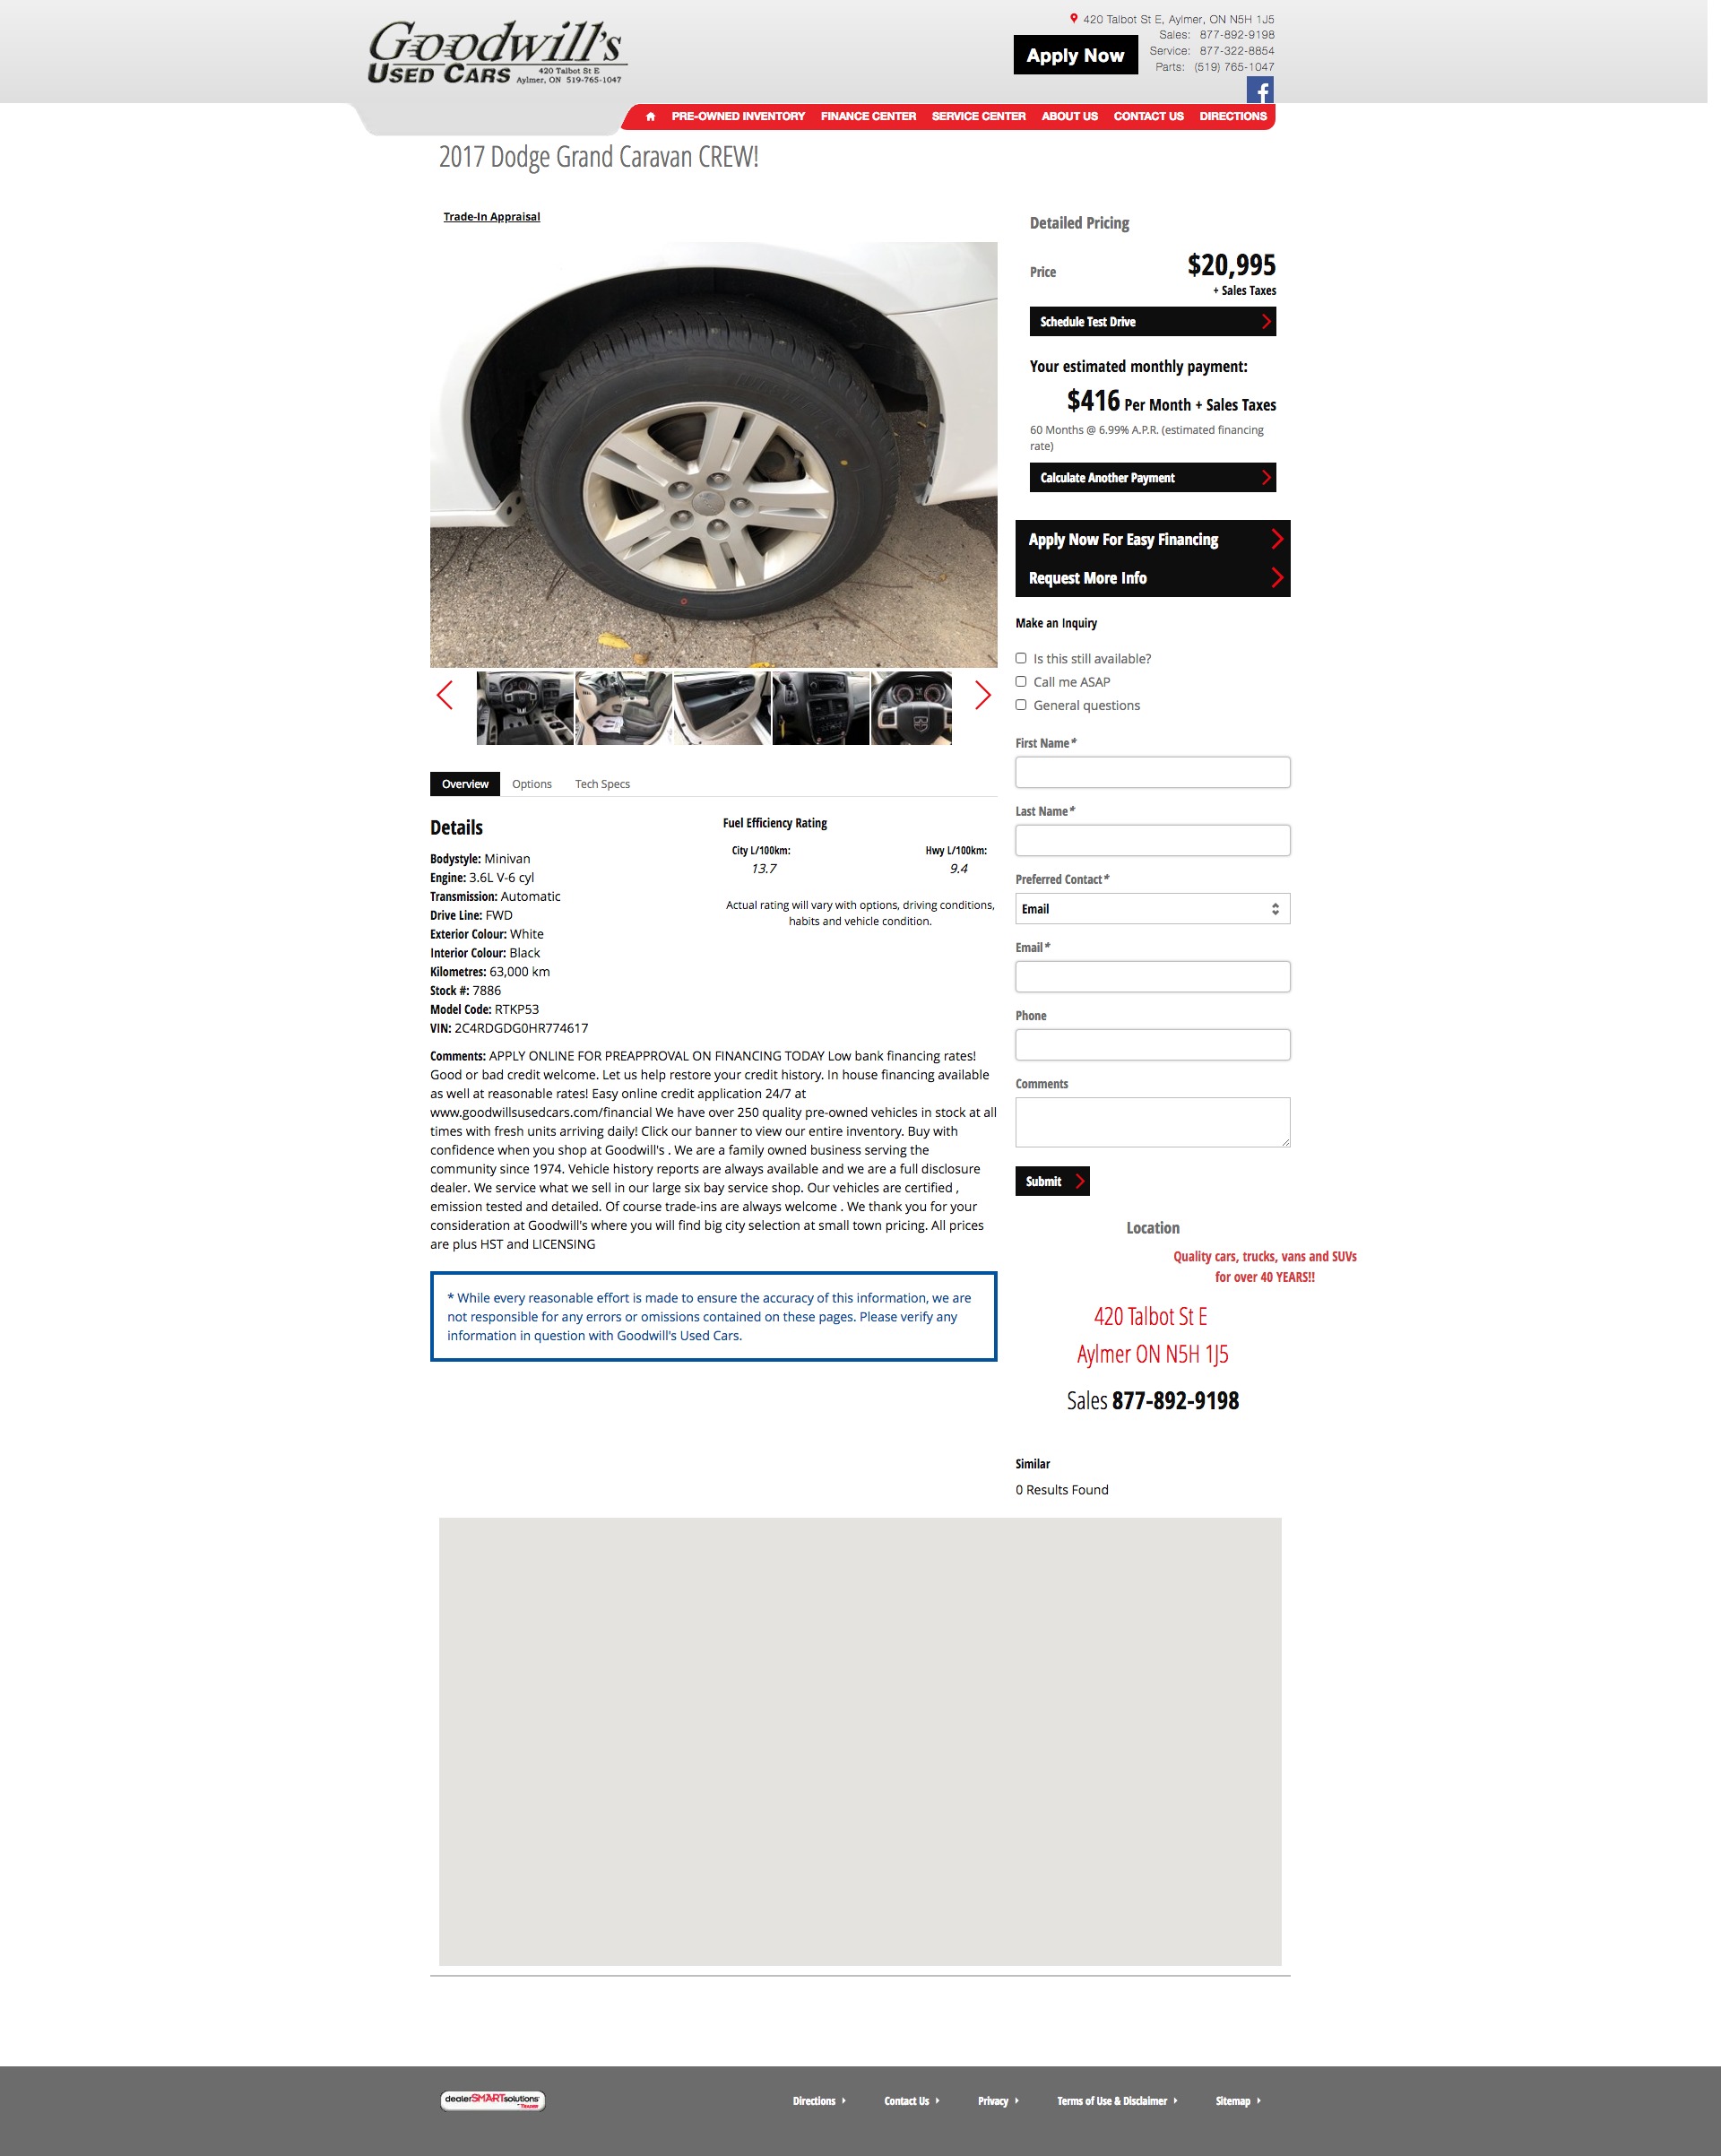 Goodwill's
USED CARS
420 Talbot St E
Aylmer, ON 519-765-1047
Apply Now
420 Talbot St E, Aylmer, ON N5H 1J5
Sales: 877-892-9198
Service: 877-322-8854
Parts: (519) 765-1047
f
PRE-OWNED INVENTORY FINANCE CENTER SERVICE CENTER ABOUT US CONTACT US DIRECTIONS
2017 Dodge Grand Caravan CREW!
Trade-In Appraisal
Overview Options Tech Specs
Details
Bodystyle: Minivan
Engine: 3.6L V-6 cyl
Transmission: Automatic
Drive Line: FWD
Exterior Colour: White
Interior Colour: Black
Kilometres: 63,000 km
Stock #: 7886
Model Code: RTKP53
VIN: 2C4RDGDG0HR774617
Fuel Efficiency Rating
City L/100km: Hwy L/100km:
13.7 9.4
Actual rating will vary with options, driving conditions,
habits and vehicle condition.
Comments: APPLY ONLINE FOR PREAPPROVAL ON FINANCING TODAY Low bank financing rates!
Good or bad credit welcome. Let us help restore your credit history. In house financing available
as well at reasonable rates! Easy online credit application 24/7 at
www.goodwillsusedcars.com/financial We have over 250 quality pre-owned vehicles in stock at all
times with fresh units arriving daily! Click our banner to view our entire inventory. Buy with
confidence when you shop at Goodwill's . We are a family owned business serving the
community since 1974. Vehicle history reports are always available and we are a full disclosure
dealer. We service what we sell in our large six bay service shop. Our vehicles are certified ,
emission tested and detailed. Of course trade-ins are always welcome . We thank you for your
consideration at Goodwill's where you will find big city selection at small town pricing. All prices
are plus HST and LICENSING
* While every reasonable effort is made to ensure the accuracy of this information, we are
not responsible for any errors or omissions contained on these pages. Please verify any
information in question with Goodwill's Used Cars.
Detailed Pricing
Price $20,995
+ Sales Taxes
Schedule Test Drive
Your estimated monthly payment:
$416 Per Month + Sales Taxes
60 Months @ 6.99% A.P.R. (estimated financing
rate)
Calculate Another Payment
Apply Now For Easy Financing
Request More Info
Make an Inquiry
Is this still available?
Call me ASAP
General questions
First Name*
Last Name*
Preferred Contact*
Email
Email*
Phone
Comments
Submit
Location
Quality cars, trucks, vans and SUVs
for over 40 YEARS!!
420 Talbot St E
Aylmer ON N5H 1J5
Sales 877-892-9198
Similar
0 Results Found
dealerSMARTsolutions
Directions Contact Us Privacy Terms of Use & Disclaimer Sitemap